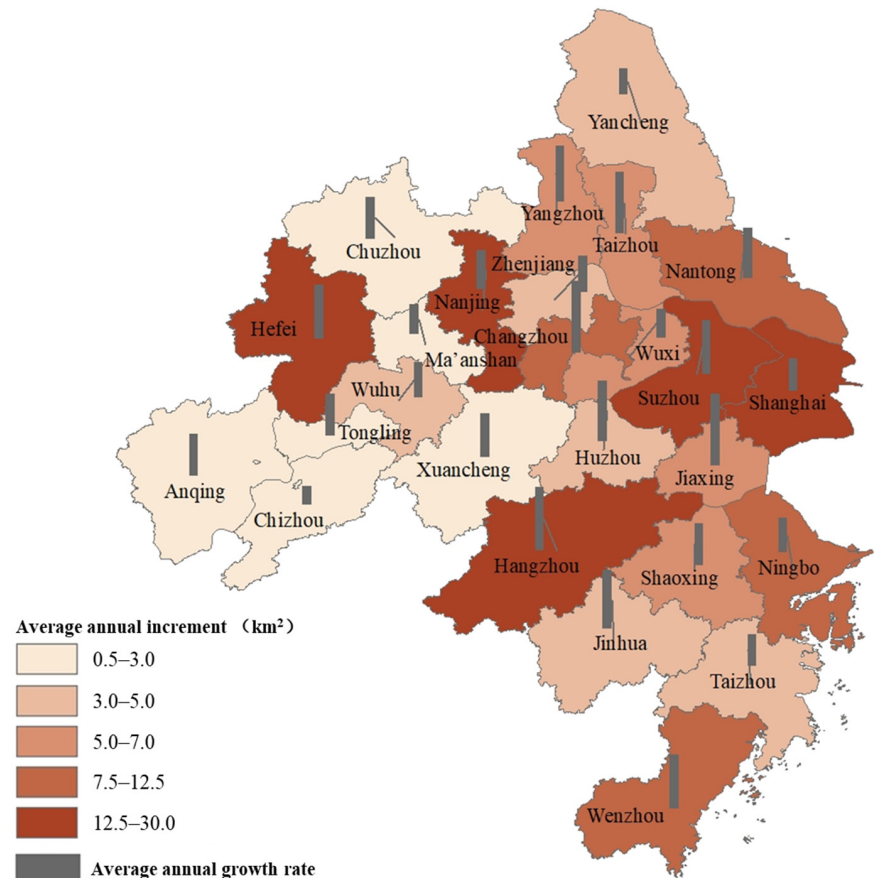 Yancheng
Yangzhou
Taizhou
Chuzhou
Zhenjiang
Nantong
Nanjing
Hefei
Changzhou
Ma’anshan
Wuxi
Wuhu
Suzhou
Shanghai
Tongling
Huzhou
Xuancheng
Jiaxing
Anqing
Chizhou
Hangzhou
Shaoxing
Ningbo
Jinhua
Taizhou
Wenzhou
Average annual increment （km²）
0.5–3.0
3.0–5.0
5.0–7.0
7.5–12.5
12.5–30.0
Average annual growth rate